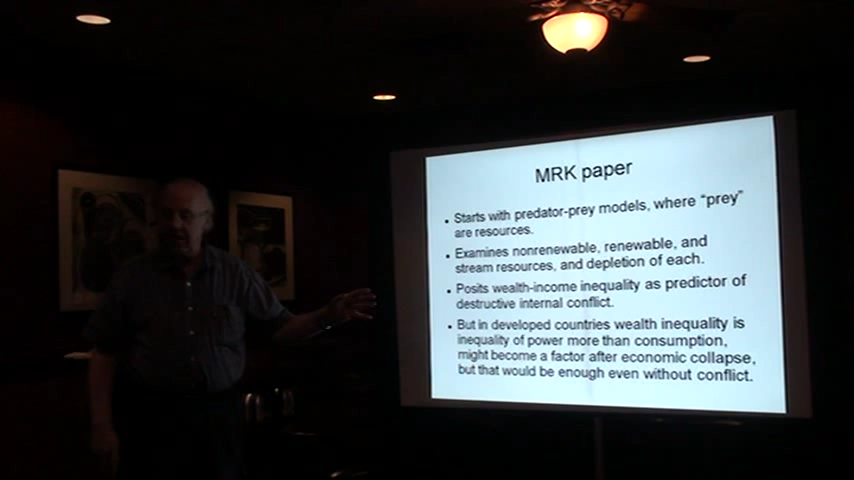 MRK paper
• Starts with predator-prey models, where “prey”
are resources.
• Examines nonrenewable, renewable, and
stream resources, and depletion of each.
• Posits wealth-income inequality as predictor of
destructive internal conflict.
• But in developed countries wealth inequality is
inequality of power more than consumption,
might become a factor after economic collapse,
but that would be enough even without conflict.